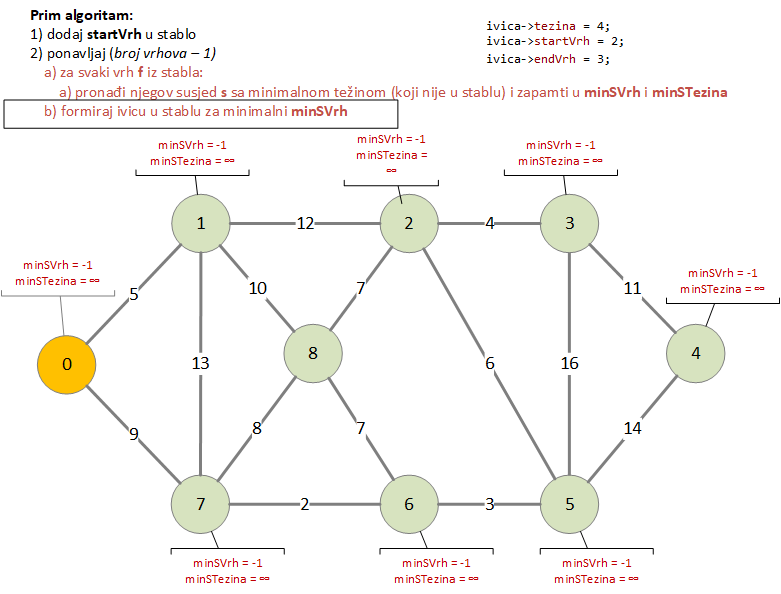 Prim algoritam:
1) dodaj startVrh u stablo
2) ponavljaj (broj vrhova – 1)
a) za svaki vrh f iz stabla:
a) pronađi njegov susjed s sa minimalnom težinom (koji nije u stablu) i zapamti u minSVrh i minSTezina
b) formiraj ivicu u stablu za minimalni minSVrh
ivica->tezina = 4;
ivica->startVrh = 2;
ivica->endVrh = 3;
minSVrh = -1
minSTezina = ∞
minSVrh = -1
minSTezina =
∞
minSVrh = -1
minSTezina = ∞
1
12
2
4
3
minSVrh = -1
minSTezina = ∞
minSVrh = -1
minSTezina = ∞
5
10
7
11
0
13
8
6
16
4
9
8
7
14
7
2
6
3
5
minSVrh = -1
minSTezina = ∞
minSVrh = -1
minSTezina = ∞
minSVrh = -1
minSTezina = ∞